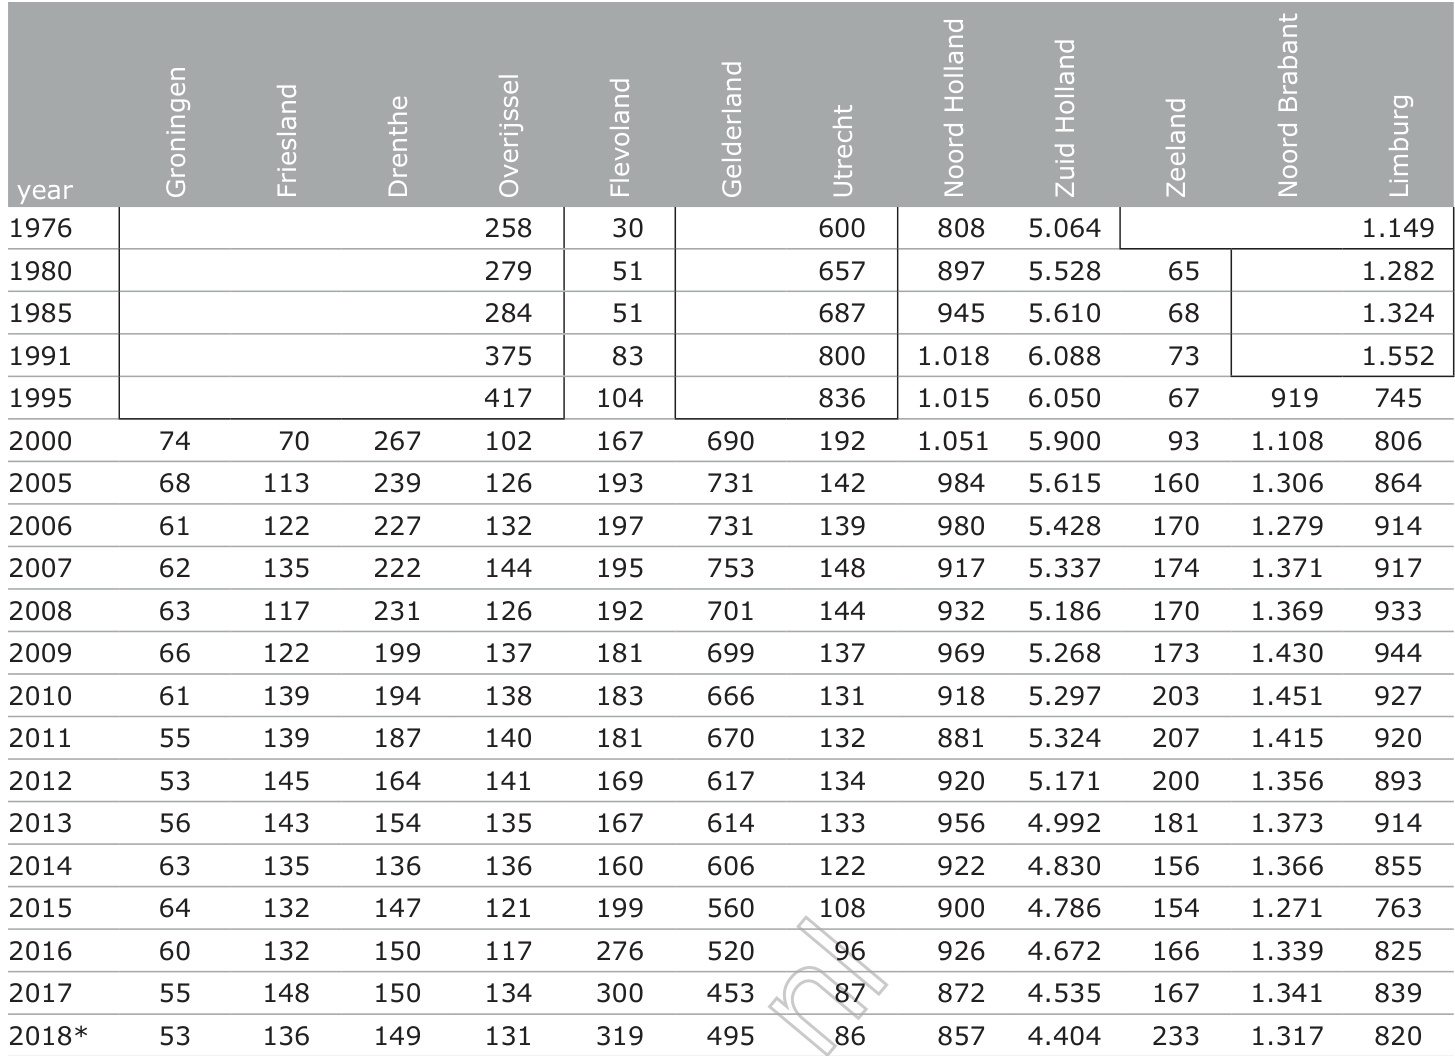 year Groningen Friesland Drenthe Overijssel Flevoland Gelderland Utrecht Noord Holland Zuid Holland Zeeland Noord Brabant Limburg
1976 258 30 600 808 5.064 1.149
1980 279 51 657 897 5.528 65 1.282
1985 284 51 687 945 5.610 68 1.324
1991 375 83 800 1.018 6.088 73 1.552
1995 417 104 836 1.015 6.050 67 919 745
2000 74 70 267 102 167 690 192 1.051 5.900 93 1.108 806
2005 68 113 239 126 193 731 142 984 5.615 160 1.306 864
2006 61 122 227 132 197 731 139 980 5.428 170 1.279 914
2007 62 135 222 144 195 753 148 917 5.337 174 1.371 917
2008 63 117 231 126 192 701 144 932 5.186 170 1.369 933
2009 66 122 199 137 181 699 137 969 5.268 173 1.430 944
2010 61 139 194 138 183 666 131 918 5.297 203 1.451 927
2011 55 139 187 140 181 670 132 881 5.324 207 1.415 920
2012 53 145 164 141 169 617 134 920 5.171 200 1.356 893
2013 56 143 154 135 167 614 133 956 4.992 181 1.373 914
2014 63 135 136 136 160 606 122 922 4.830 156 1.366 855
2015 64 132 147 121 199 560 108 900 4.786 154 1.271 763
2016 60 132 150 117 276 520 96 926 4.672 166 1.339 825
2017 55 148 150 134 300 453 87 872 4.535 167 1.341 839
2018* 53 136 149 131 319 495 86 857 4.404 233 1.317 820
nl